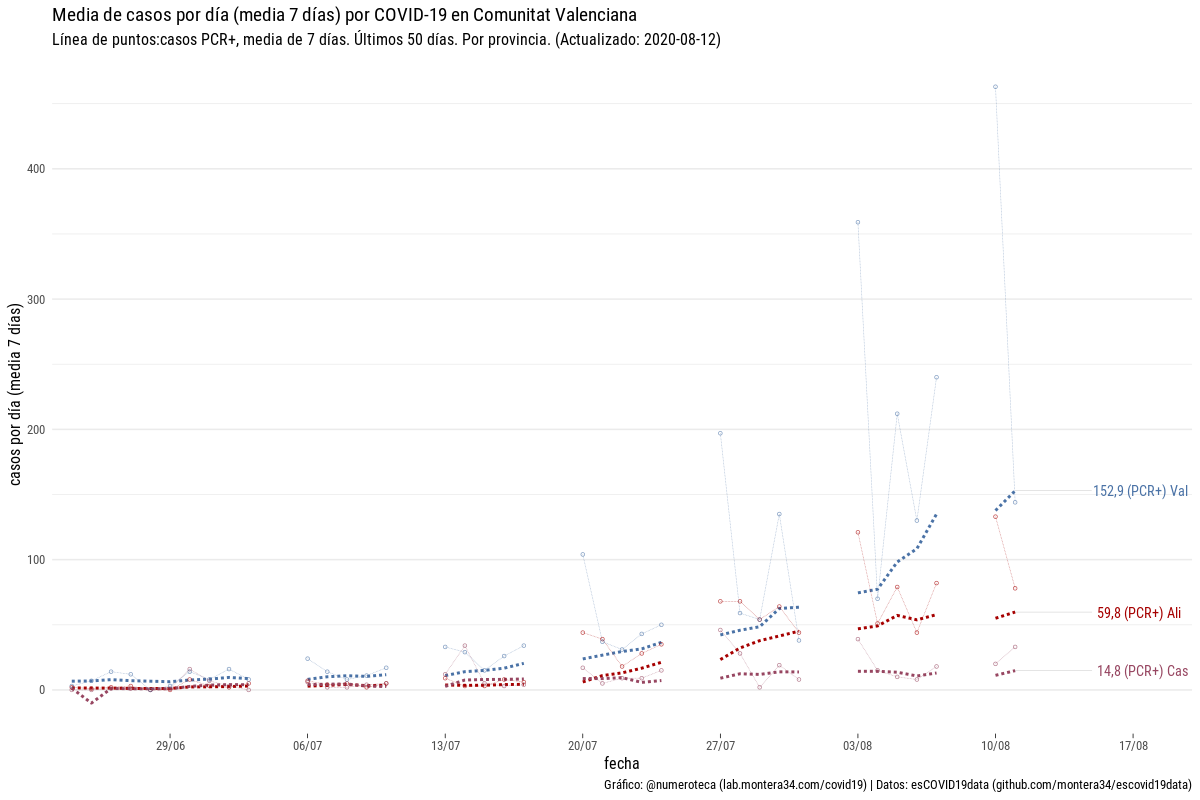 Media de casos por día (media 7 días) por COVID-19 en Comunitat Valenciana
Línea de puntos:casos PCR+, media de 7 días. Últimos 50 días. Por provincia. (Actualizado: 2020-08-12)
casos por día (media 7 días)
400
300
200
100
0
152,9 (PCR+) Val
59,8 (PCR+) Ali
14,8 (PCR+) Cas
29/06
06/07
13/07
20/07
27/07
03/08
10/08
17/08
fecha
Gráfico: @numeroteca (lab.montera34.com/covid19) | Datos: esCOVID19data (github.com/montera34/escovid19data)